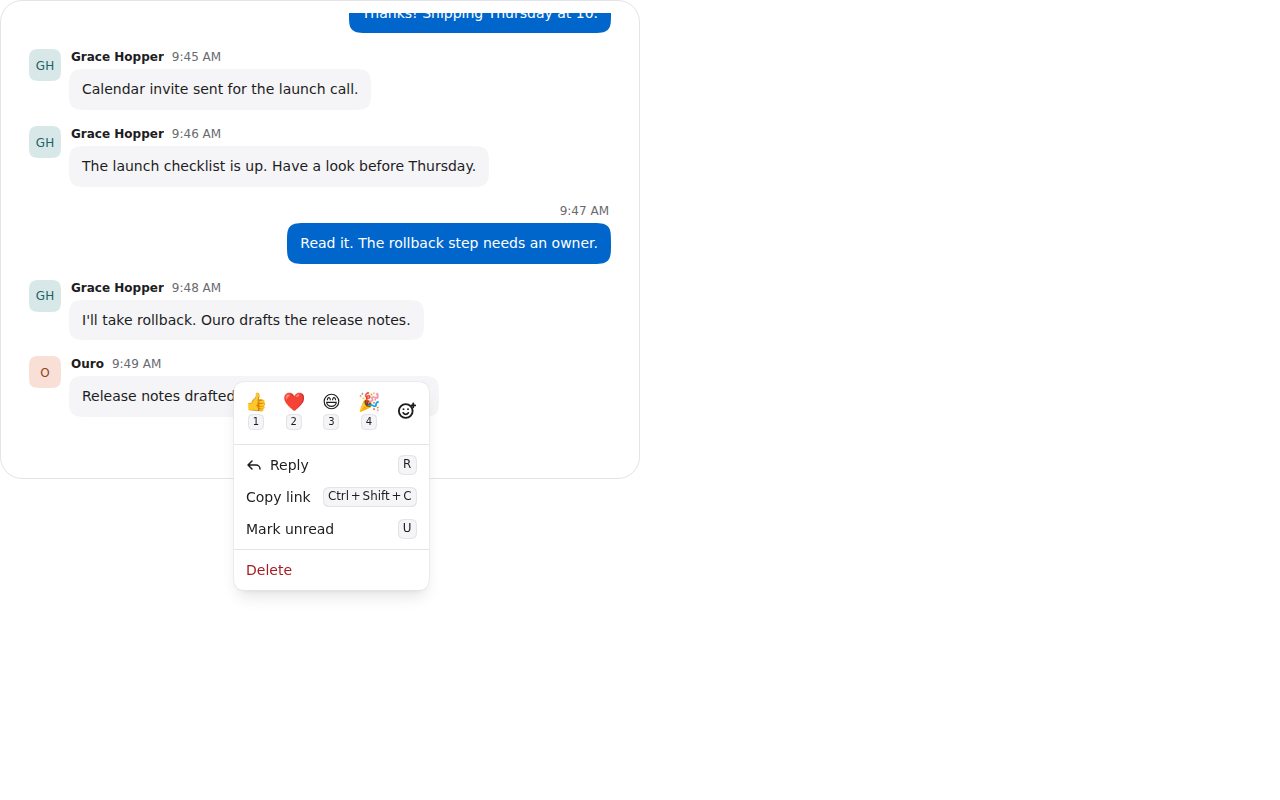 Thanks! Shipping Thursday at 10.
GH
Grace Hopper 9:45 AM
Calendar invite sent for the launch call.
GH
Grace Hopper 9:46 AM
The launch checklist is up. Have a look before Thursday.
9:47 AM
Read it. The rollback step needs an owner.
GH
Grace Hopper 9:48 AM
I'll take rollback. Ouro drafts the release notes.
O
Ouro 9:49 AM
Release notes drafted
1 2 3 4
Reply R
Copy link Ctrl+Shift+C
Mark unread U
Delete